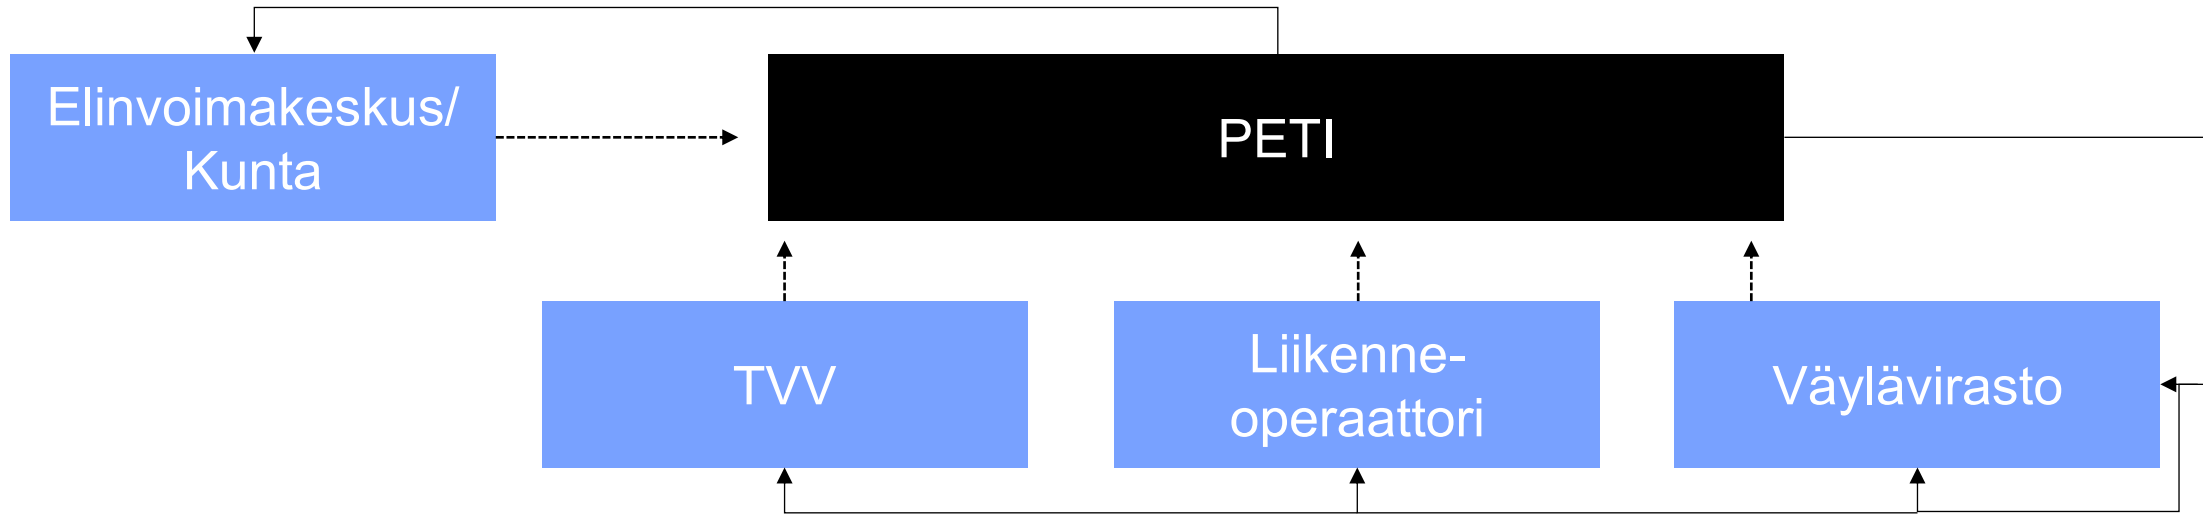 Elinvoimakeskus/
Kunta
PETI
TVV
Liikenne-
operaattori
Väylävirasto